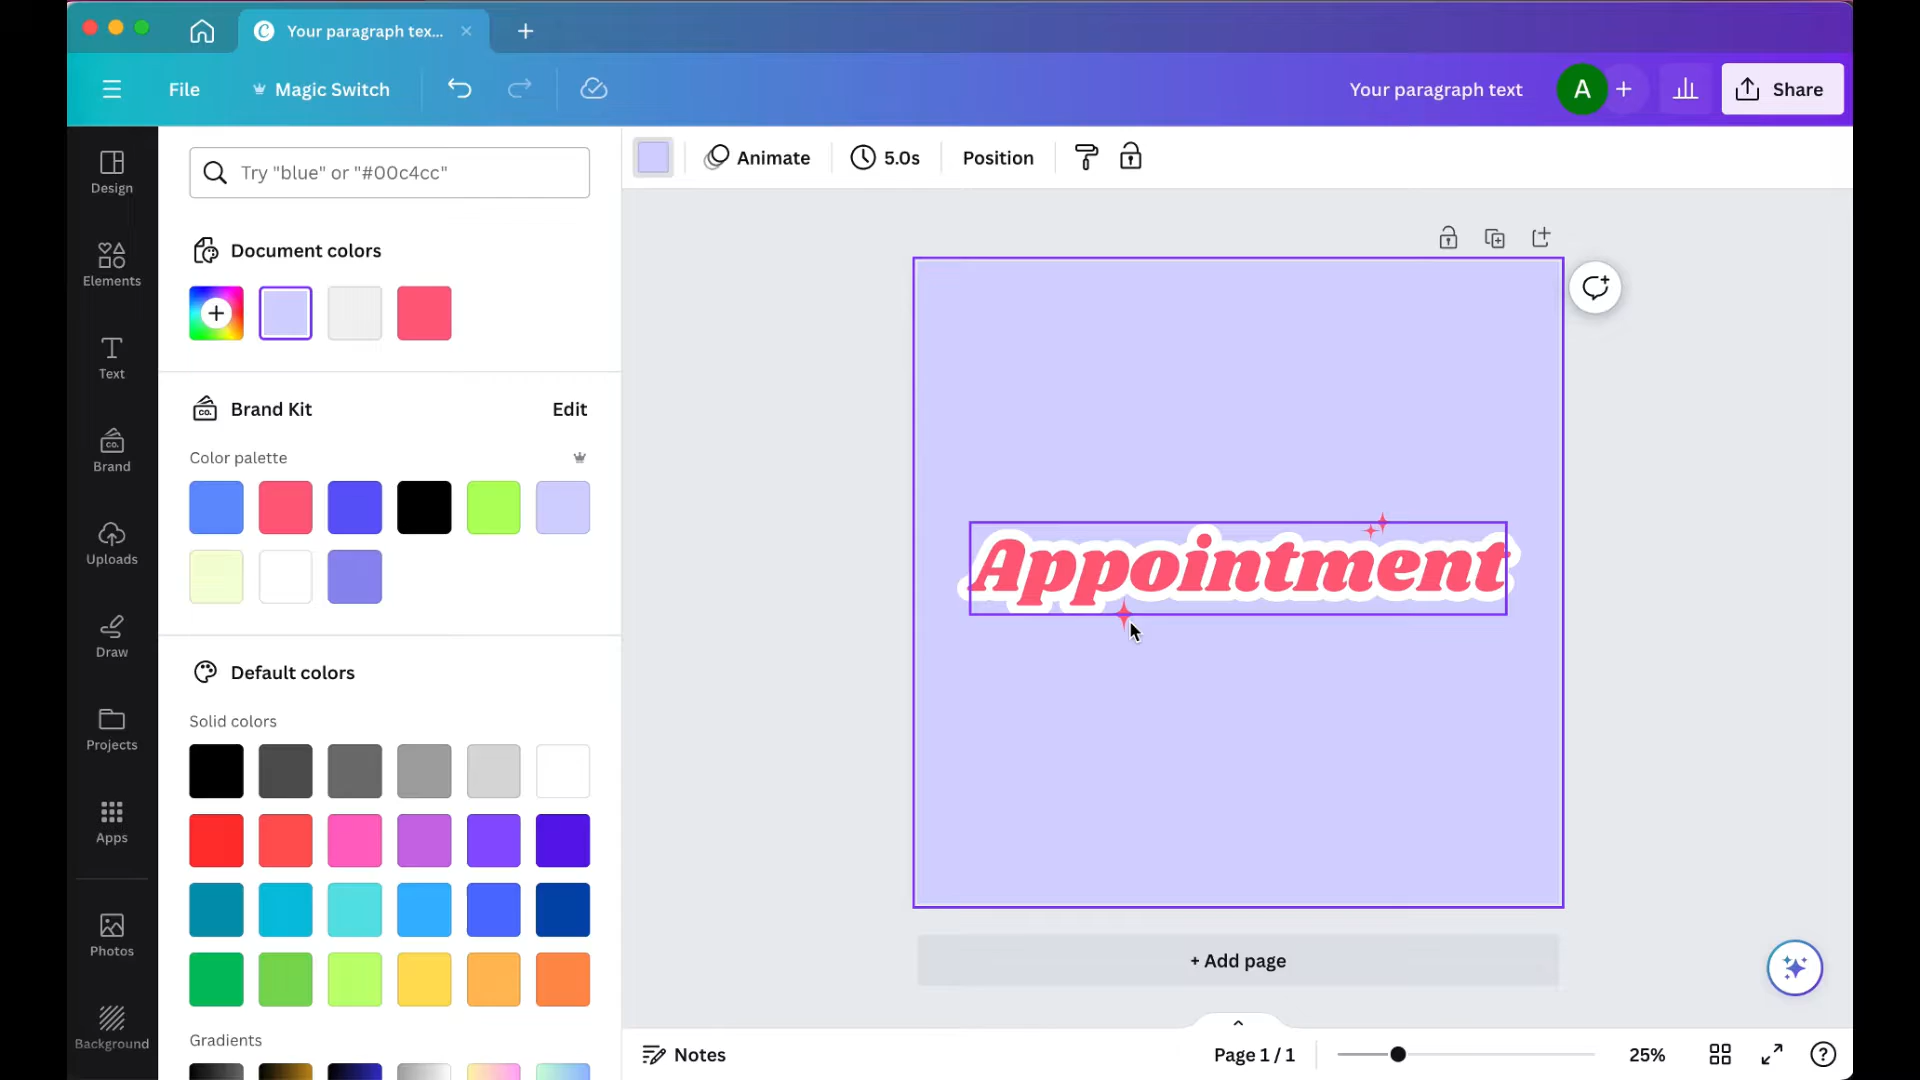 Your paragraph tex...
File
Magic Switch
Your paragraph text
A
Share
Design
Elements
Text
Brand
Uploads
Draw
Projects
Apps
Photos
Background
Try "blue" or "#00c4cc"
Document colors
CO.
Brand Kit
Edit
Color palette
Default colors
Solid colors
Gradients
Animate
5.0s
Position
Appointment
+ Add page
Notes
Page 1 / 1
25%